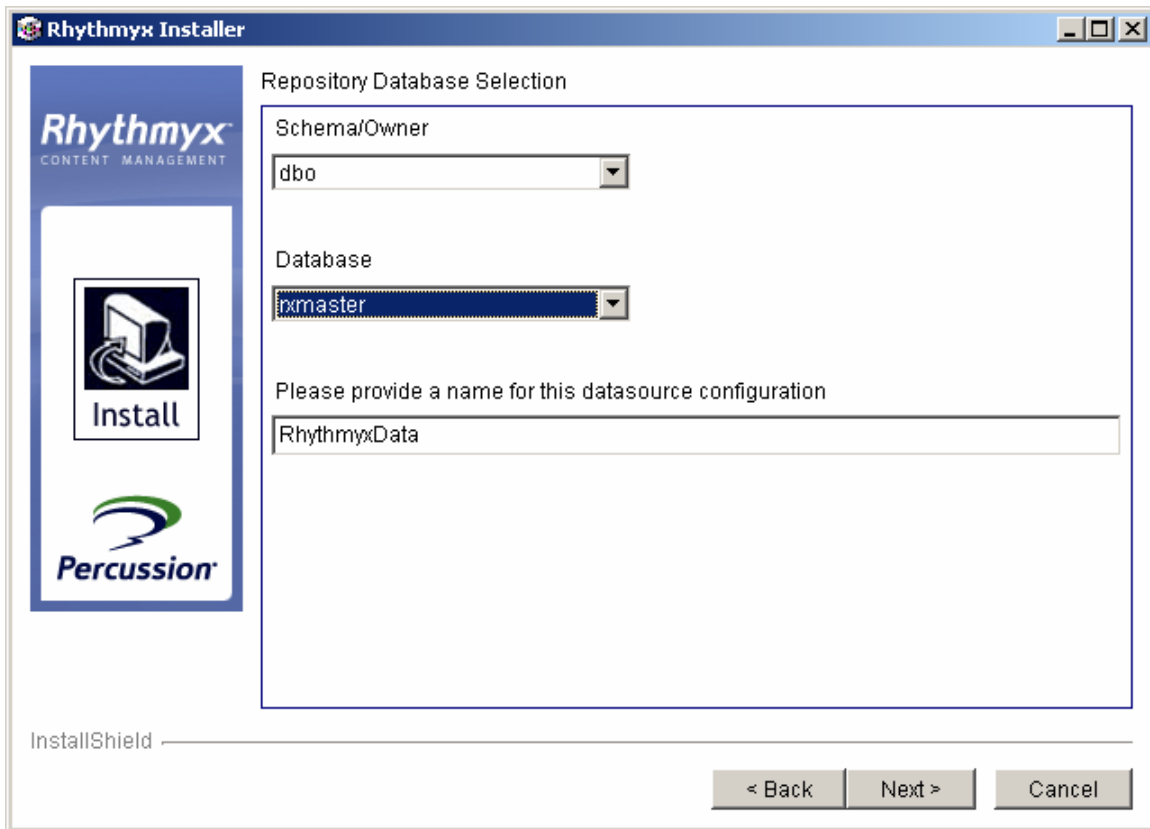 Rhythmyx Installer
Repository Database Selection
Rhythmyx
CONTENT MANAGEMENT
Install
Percussion
Schema/Owner
dbo
Database
rxmaster
Please provide a name for this datasource configuration
RhythmyxData
InstallShield
< Back
Next >
Cancel